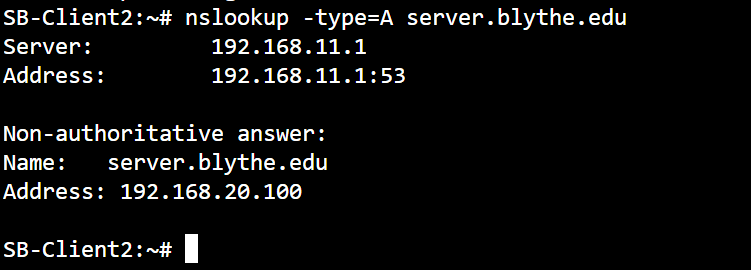 SB-Client2:~# nslookup -type=A server.blythe.edu
Server:         192.168.11.1
Address:        192.168.11.1:53

Non-authoritative answer:
Name:   server.blythe.edu
Address: 192.168.20.100

SB-Client2:~#